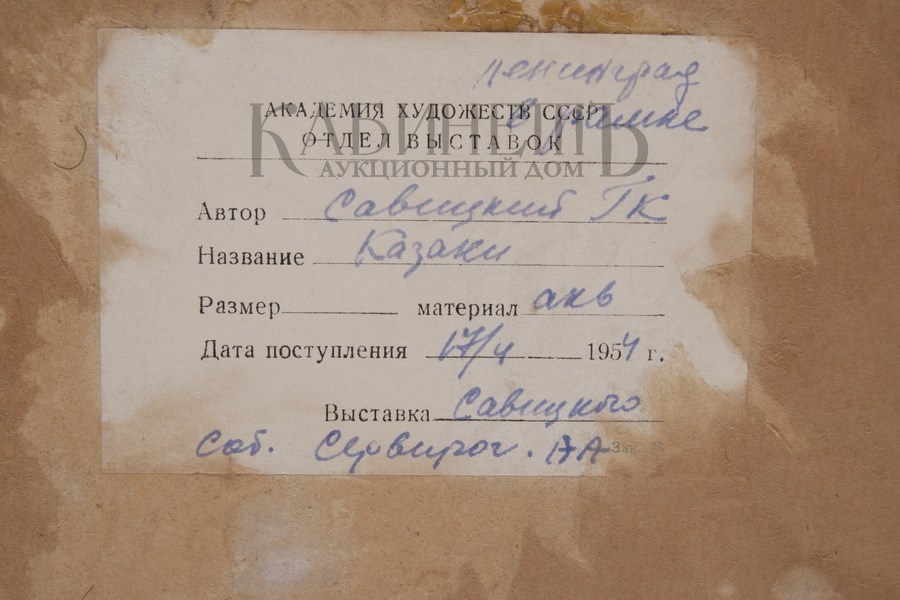 Ленинград
АКАДЕМИЯ ХУДОЖЕСТВ СССР
в рамке
ОТДЕЛ ВЫСТАВОК
КАБИНЕТЪ
АУКЦИОННЫЙ ДОМ
Автор Савицкий ГК
Название Казаки
Размер материал акв
Дата поступления 17/4 1954 г.
Выставка Савицкого
Соб.